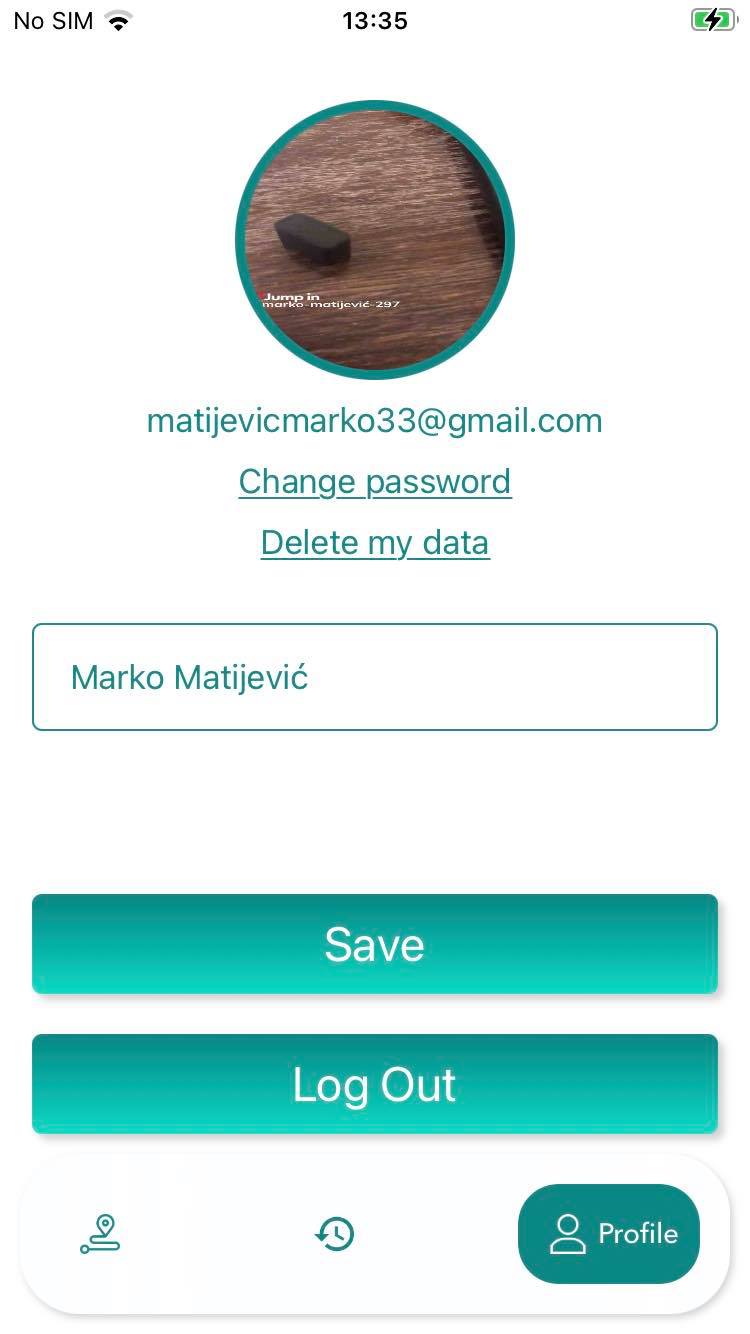 No SIM 13:35
Jump in
marko-matijević-297
matijevicmarko33@gmail.com
Change password
Delete my data
Marko Matijević
Save
Log Out
Profile